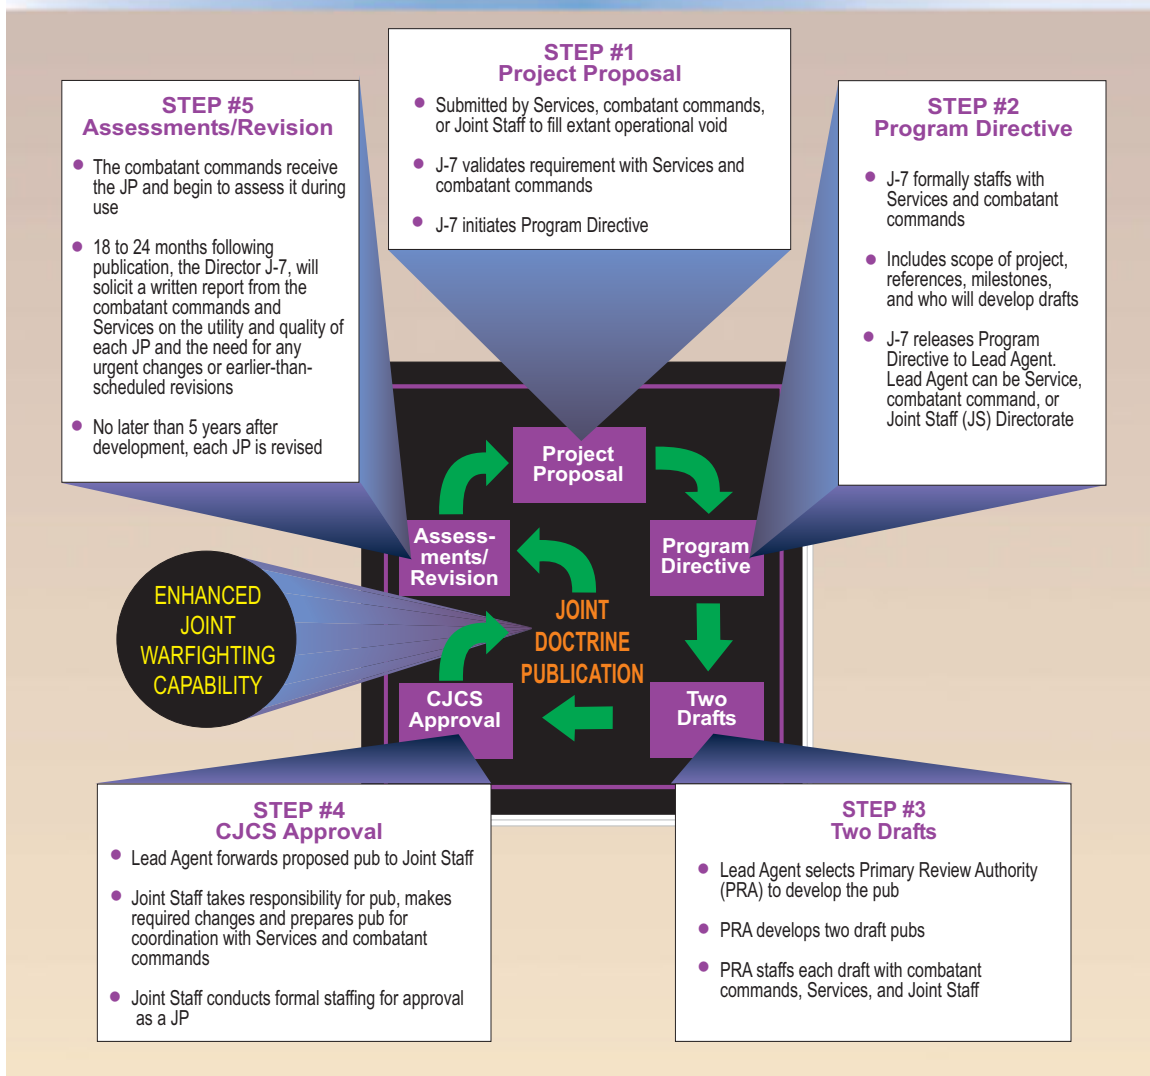 STEP #1
Project Proposal
• Submitted by Services, combatant commands,
or Joint Staff to fill extant operational void
• J-7 validates requirement with Services and
combatant commands
• J-7 initiates Program Directive
STEP #5
Assessments/Revision
• The combatant commands receive
the JP and begin to assess it during
use
• 18 to 24 months following
publication, the Director J-7, will
solicit a written report from the
combatant commands and
Services on the utility and quality of
each JP and the need for any
urgent changes or earlier-than-
scheduled revisions
• No later than 5 years after
development, each JP is revised
STEP #2
Program Directive
• J-7 formally staffs with
Services and combatant
commands
• Includes scope of project,
references, milestones,
and who will develop drafts
• J-7 releases Program
Directive to Lead Agent.
Lead Agent can be Service,
combatant command, or
Joint Staff (JS) Directorate
Project
Proposal
Assess-
ments/
Revision
Program
Directive
ENHANCED
JOINT
WARFIGHTING
CAPABILITY
JOINT
DOCTRINE
PUBLICATION
CJCS
Approval
Two
Drafts
STEP #4
CJCS Approval
• Lead Agent forwards proposed pub to Joint Staff
• Joint Staff takes responsibility for pub, makes
required changes and prepares pub for
coordination with Services and combatant
commands
• Joint Staff conducts formal staffing for approval
as a JP
STEP #3
Two Drafts
• Lead Agent selects Primary Review Authority
(PRA) to develop the pub
• PRA develops two draft pubs
• PRA staffs each draft with combatant
commands, Services, and Joint Staff